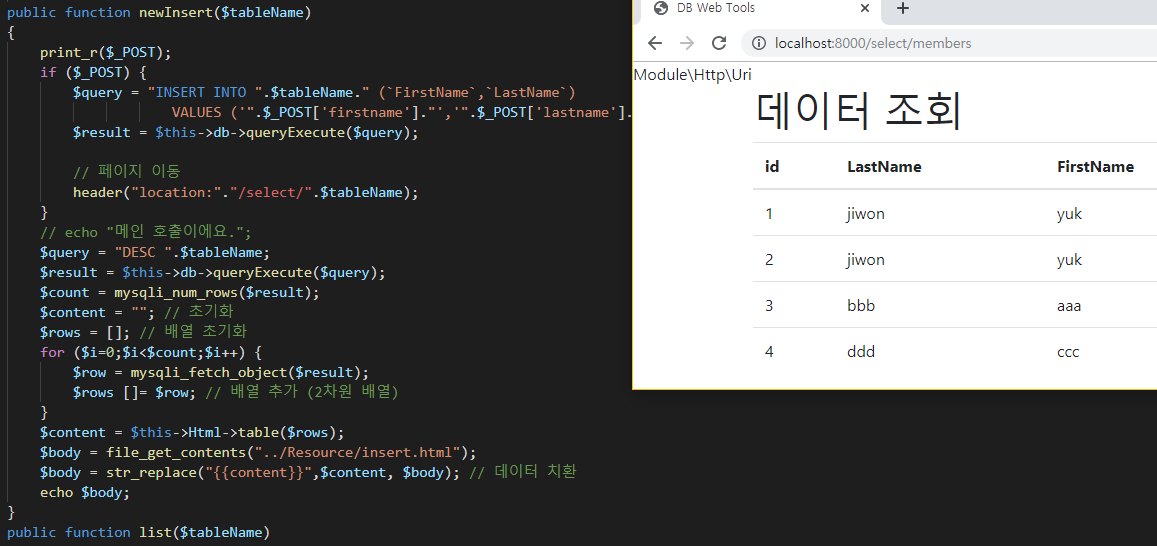 public function newInsert($tableName)
{
print_r($_POST);
if ($_POST) {
$query = "INSERT INTO ".$tableName." (`FirstName`,`LastName`)
VALUES ('".$_POST['firstname']."','".$_POST['lastname'].
$result = $this->db->queryExecute($query);
// 페이지 이동
header("location:"."/select/".$tableName);
}
// echo "메인 호출이에요.";
$query = "DESC ".$tableName;
$result = $this->db->queryExecute($query);
$count = mysqli_num_rows($result);
$content = ""; // 초기화
$rows = []; // 배열 초기화
for ($i=0;$i<$count;$i++) {
$row = mysqli_fetch_object($result);
$rows []= $row; // 배열 추가 (2차원 배열)
}
$content = $this->Html->table($rows);
$body = file_get_contents("../Resource/insert.html");
$body = str_replace("{{content}}",$content, $body); // 데이터 치환
echo $body;
}
public function list($tableName)
DB Web Tools
localhost:8000/select/members
Module\Http\Uri
데이터 조회
id LastName FirstName
1 jiwon yuk
2 jiwon yuk
3 bbb aaa
4 ddd ccc